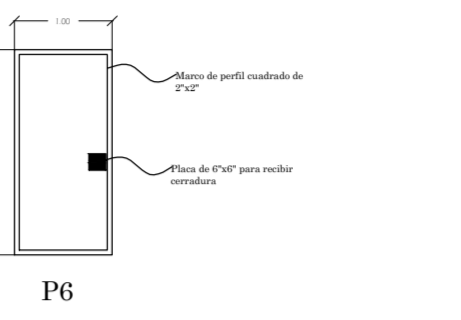 1.00
Marco de perfil cuadrado de
2"x2"
Placa de 6"x6" para recibir
cerradura
P6